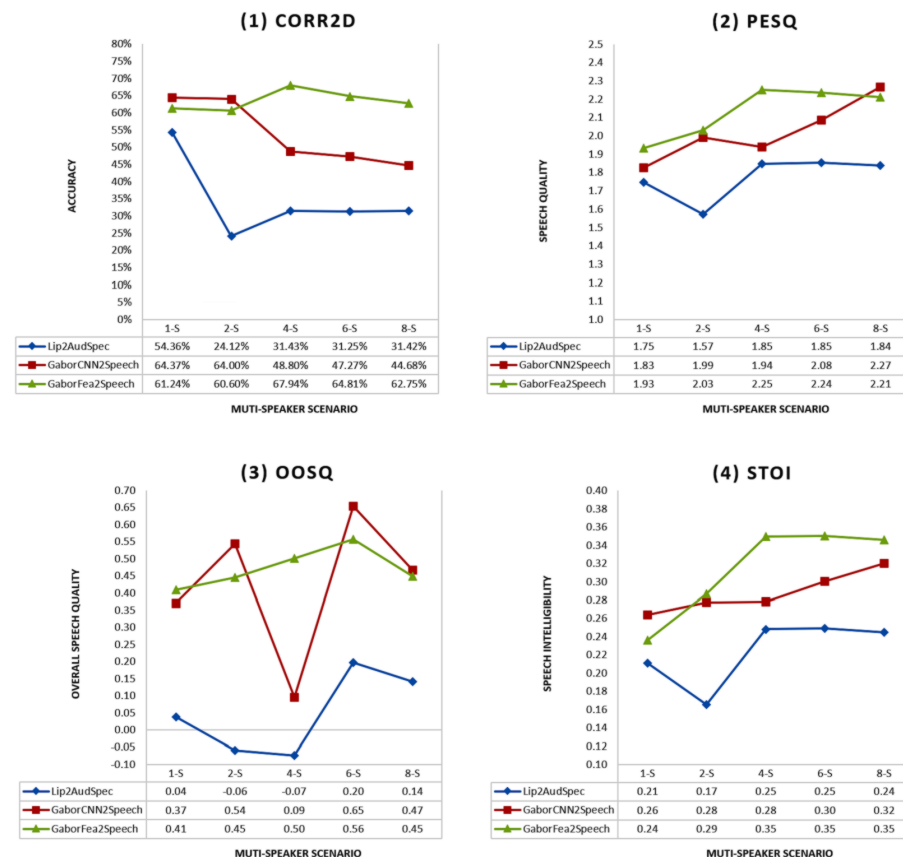 (1) CORR2D
80%
75%
70%
65%
60%
55%
50%
45%
40%
35%
30%
25%
20%
15%
10%
5%
0%
ACCURACY
1-S 2-S 4-S 6-S 8-S
Lip2AudSpec 54.36% 24.12% 31.43% 31.25% 31.42%
GaborCNN2Speech 64.37% 64.00% 48.80% 47.27% 44.68%
GaborFea2Speech 61.24% 60.60% 67.94% 64.81% 62.75%
MUTI-SPEAKER SCENARIO
(2) PESQ
2.5
2.4
2.3
2.2
2.1
2.0
1.9
1.8
1.7
1.6
1.5
1.4
1.3
1.2
1.1
1.0
SPEECH QUALITY
1-S 2-S 4-S 6-S 8-S
Lip2AudSpec 1.75 1.57 1.85 1.85 1.84
GaborCNN2Speech 1.83 1.99 1.94 2.08 2.27
GaborFea2Speech 1.93 2.03 2.25 2.24 2.21
MUTI-SPEAKER SCENARIO
(3) OOSQ
0.70
0.65
0.60
0.55
0.50
0.45
0.40
0.35
0.30
0.25
0.20
0.15
0.10
0.05
0.00
-0.05
-0.10
OVERALL SPEECH QUALITY
1-S 2-S 4-S 6-S 8-S
Lip2AudSpec 0.04 -0.06 -0.07 0.20 0.14
GaborCNN2Speech 0.37 0.54 0.09 0.65 0.47
GaborFea2Speech 0.41 0.45 0.50 0.56 0.45
MUTI-SPEAKER SCENARIO
(4) STOI
0.40
0.38
0.36
0.34
0.32
0.30
0.28
0.26
0.24
0.22
0.20
0.18
0.16
0.14
0.12
0.10
SPEECH INTELLIGIBILITY
1-S 2-S 4-S 6-S 8-S
Lip2AudSpec 0.21 0.17 0.25 0.25 0.24
GaborCNN2Speech 0.26 0.28 0.28 0.30 0.32
GaborFea2Speech 0.24 0.29 0.35 0.35 0.35
MUTI-SPEAKER SCENARIO